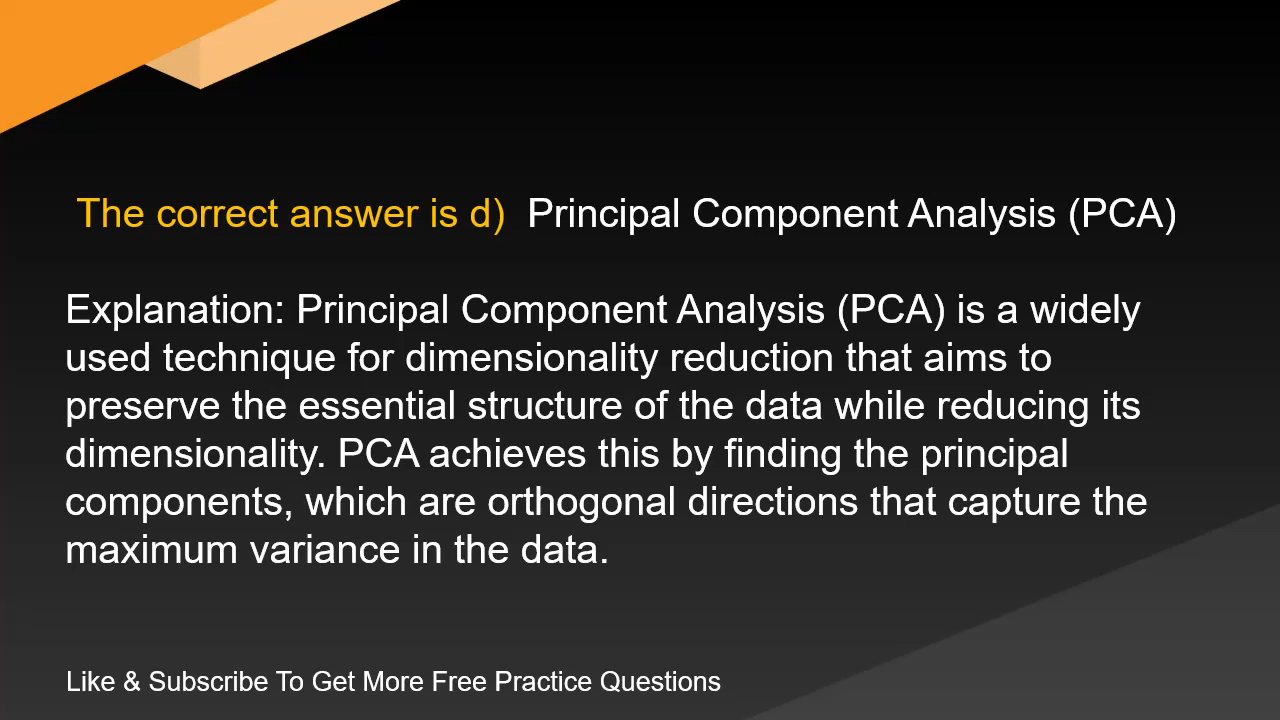 The correct answer is d) Principal Component Analysis (PCA)
Explanation: Principal Component Analysis (PCA) is a widely
used technique for dimensionality reduction that aims to
preserve the essential structure of the data while reducing its
dimensionality. PCA achieves this by finding the principal
components, which are orthogonal directions that capture the
maximum variance in the data.
Like & Subscribe To Get More Free Practice Questions